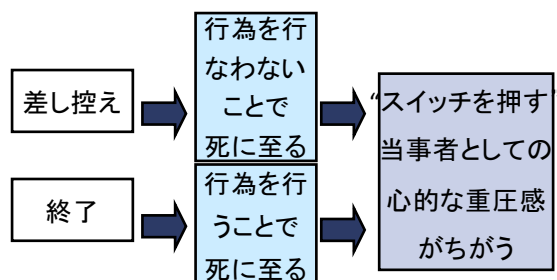 差し控え
行為を行
なわない
ことで
死に至る
終了
行為を行
うことで
死に至る
“スイッチを押す”
当事者としての
心的な重圧感
がちがう